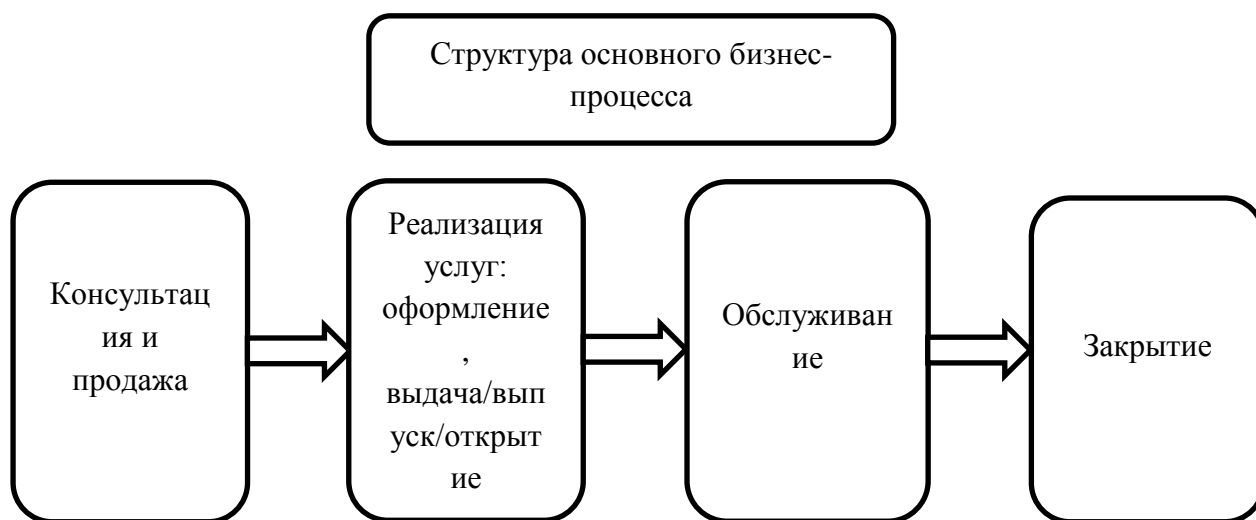 Структура основного бизнес-
процесса
Консультац
ия и
продажа
Реализация
услуг:
оформление
,
выдача/вып
уск/открыт
ие
Обслуживан
ие
Закрытие